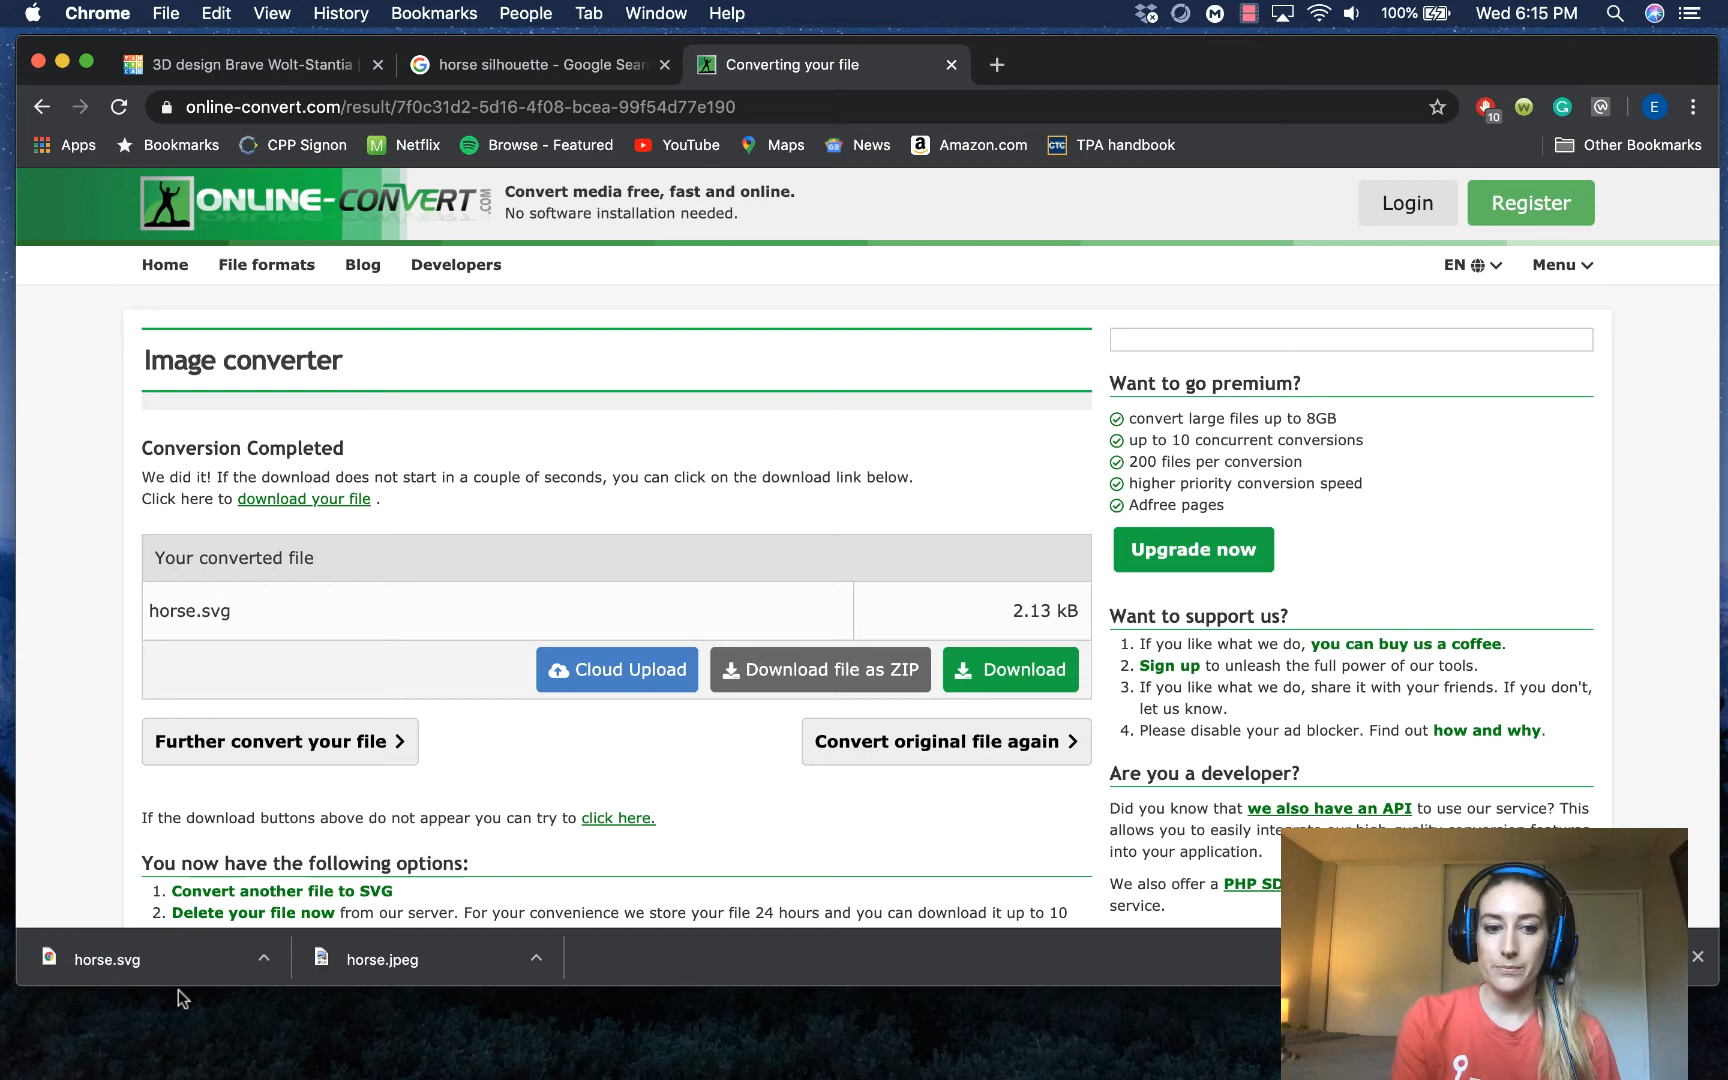 Chrome File Edit View History Bookmarks People Tab Window Help 100% Wed 6:15 PM
3D design Brave Wolt-Stantia horse silhouette - Google Sear Converting your file
online-convert.com/result/7f0c31d2-5d16-4f08-bcea-99f54d77e190 10 E
Apps Bookmarks CPP Signon Netflix Browse - Featured YouTube Maps News Amazon.com TPA handbook Other Bookmarks
ONLINE-CONVERT.COM
Convert media free, fast and online.
No software installation needed.
Login Register
Home File formats Blog Developers EN Menu
Image converter
Conversion Completed
We did it! If the download does not start in a couple of seconds, you can click on the download link below.
Click here to download your file .
Your converted file
horse.svg 2.13 kB
Cloud Upload Download file as ZIP Download
Further convert your file Convert original file again
If the download buttons above do not appear you can try to click here.
You now have the following options:
1. Convert another file to SVG
2. Delete your file now from our server. For your convenience we store your file 24 hours and you can download it up to 10
Want to go premium?
convert large files up to 8GB
up to 10 concurrent conversions
200 files per conversion
higher priority conversion speed
Adfree pages
Upgrade now
Want to support us?
1. If you like what we do, you can buy us a coffee.
2. Sign up to unleash the full power of our tools.
3. If you like what we do, share it with your friends. If you don't,
let us know.
4. Please disable your ad blocker. Find out how and why.
Are you a developer?
Did you know that we also have an API to use our service? This
allows you to easily integrate our high-quality conversion features
into your application.
We also offer a PHP SD
service.
horse.svg horse.jpeg